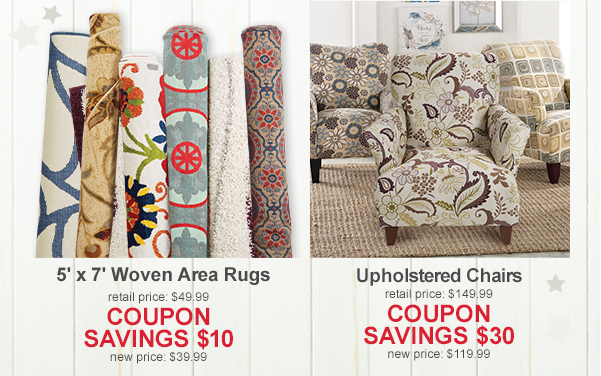 5' x 7' Woven Area Rugs
retail price: $49.99
COUPON
SAVINGS $10
new price: $39.99
Upholstered Chairs
retail price: $149.99
COUPON
SAVINGS $30
new price: $119.99